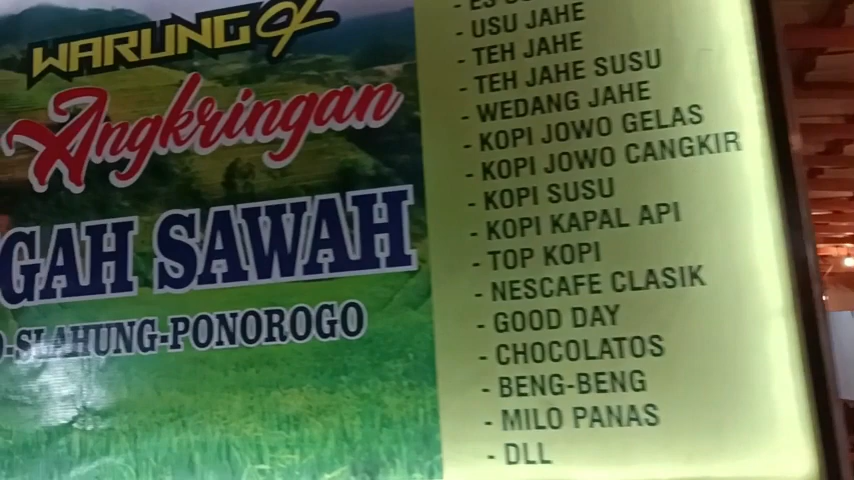 WARUNG &
Angkringan
GAH SAWAH
-SLAHUNG-PONOROGO
- USU JAHE
- TEH JAHE
- TEH JAHE SUSU
- WEDANG JAHE
- KOPI JOWO GELAS
- KOPI JOWO CANGKIR
- KOPI SUSU
- KOPI KAPAL API
- TOP KOPI
- NESCAFE CLASIK
- GOOD DAY
- CHOCOLATOS
- BENG-BENG
- MILO PANAS
- DLL